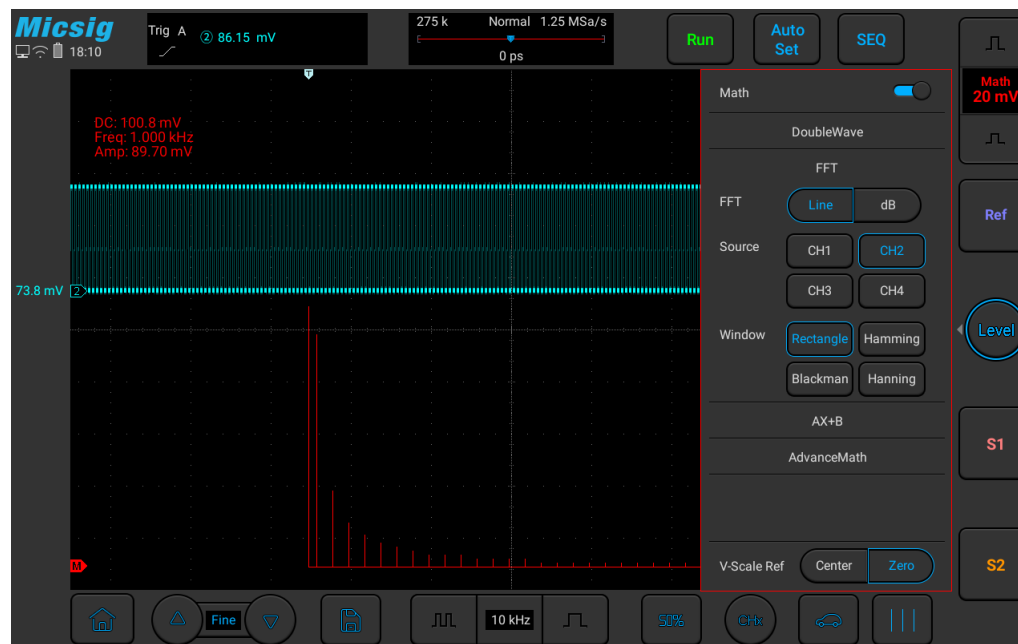 Micsig
18:10
Trig A
② 86.15 mV
275 k Normal 1.25 MSa/s
0 ps
Run
Auto
Set
SEQ
T
DC: 100.8 mV
Freq: 1.000 kHz
Amp: 89.70 mV
73.8 mV
2
M
Math
DoubleWave
FFT
FFT
Line
dB
Source
CH1
CH2
CH3
CH4
Window
Rectangle
Hamming
Blackman
Hanning
AX+B
AdvanceMath
V-Scale Ref
Center
Zero
Math
20 mV
Ref
Level
S1
S2
Fine
10 kHz
50%
CHx